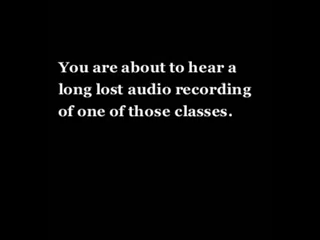 You are about to hear a
long lost audio recording
of one of those classes.